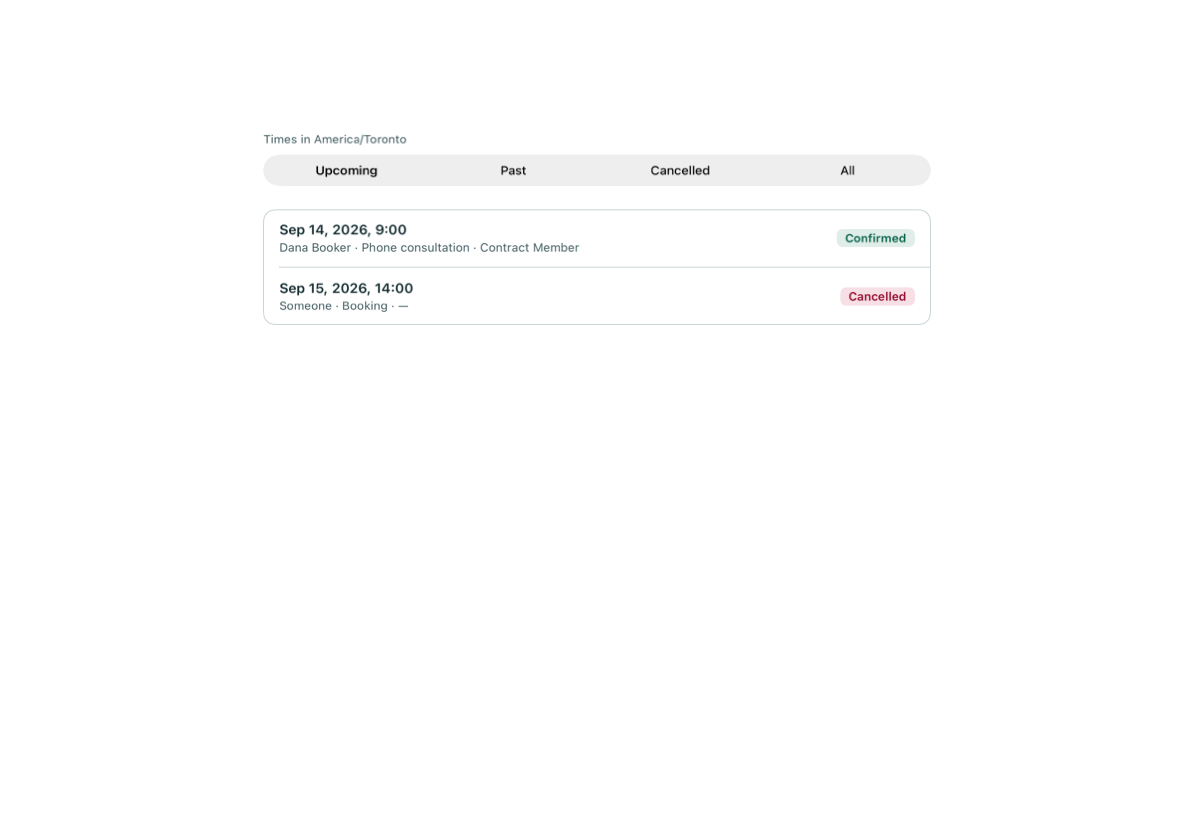 Times in America/Toronto
Upcoming Past Cancelled All
Sep 14, 2026, 9:00
Dana Booker · Phone consultation · Contract Member
Confirmed
Sep 15, 2026, 14:00
Someone · Booking · —
Cancelled